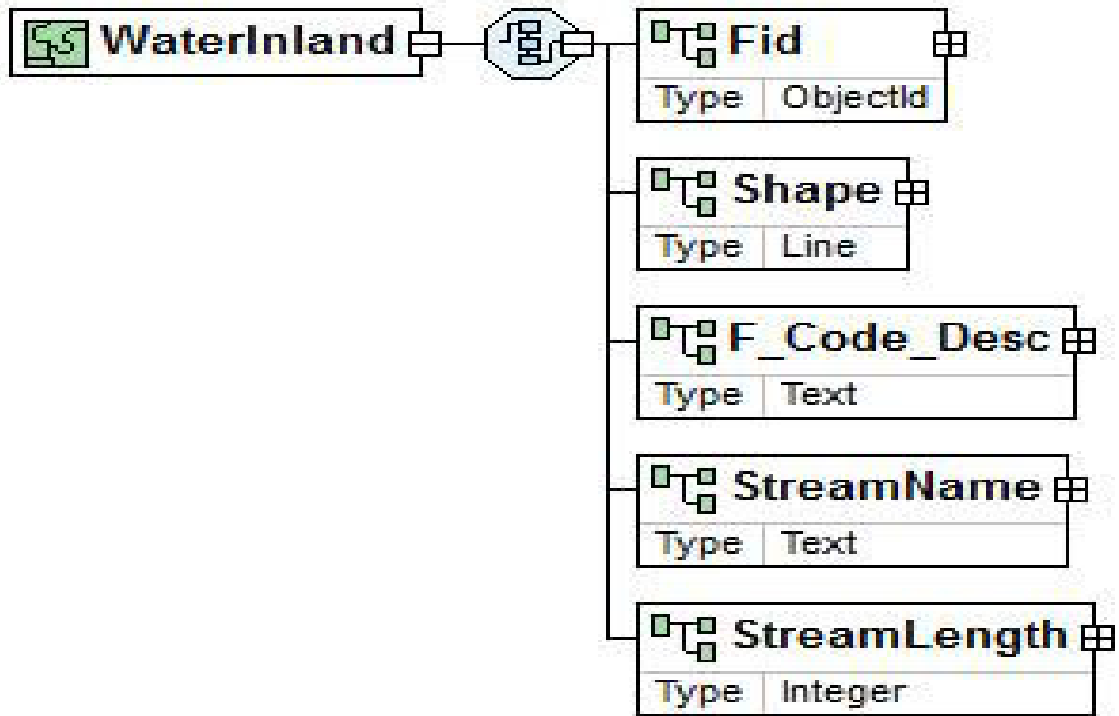 WaterInland
Fid
Type ObjectId
Shape
Type Line
F_Code_Desc
Type Text
StreamName
Type Text
StreamLength
Type Integer